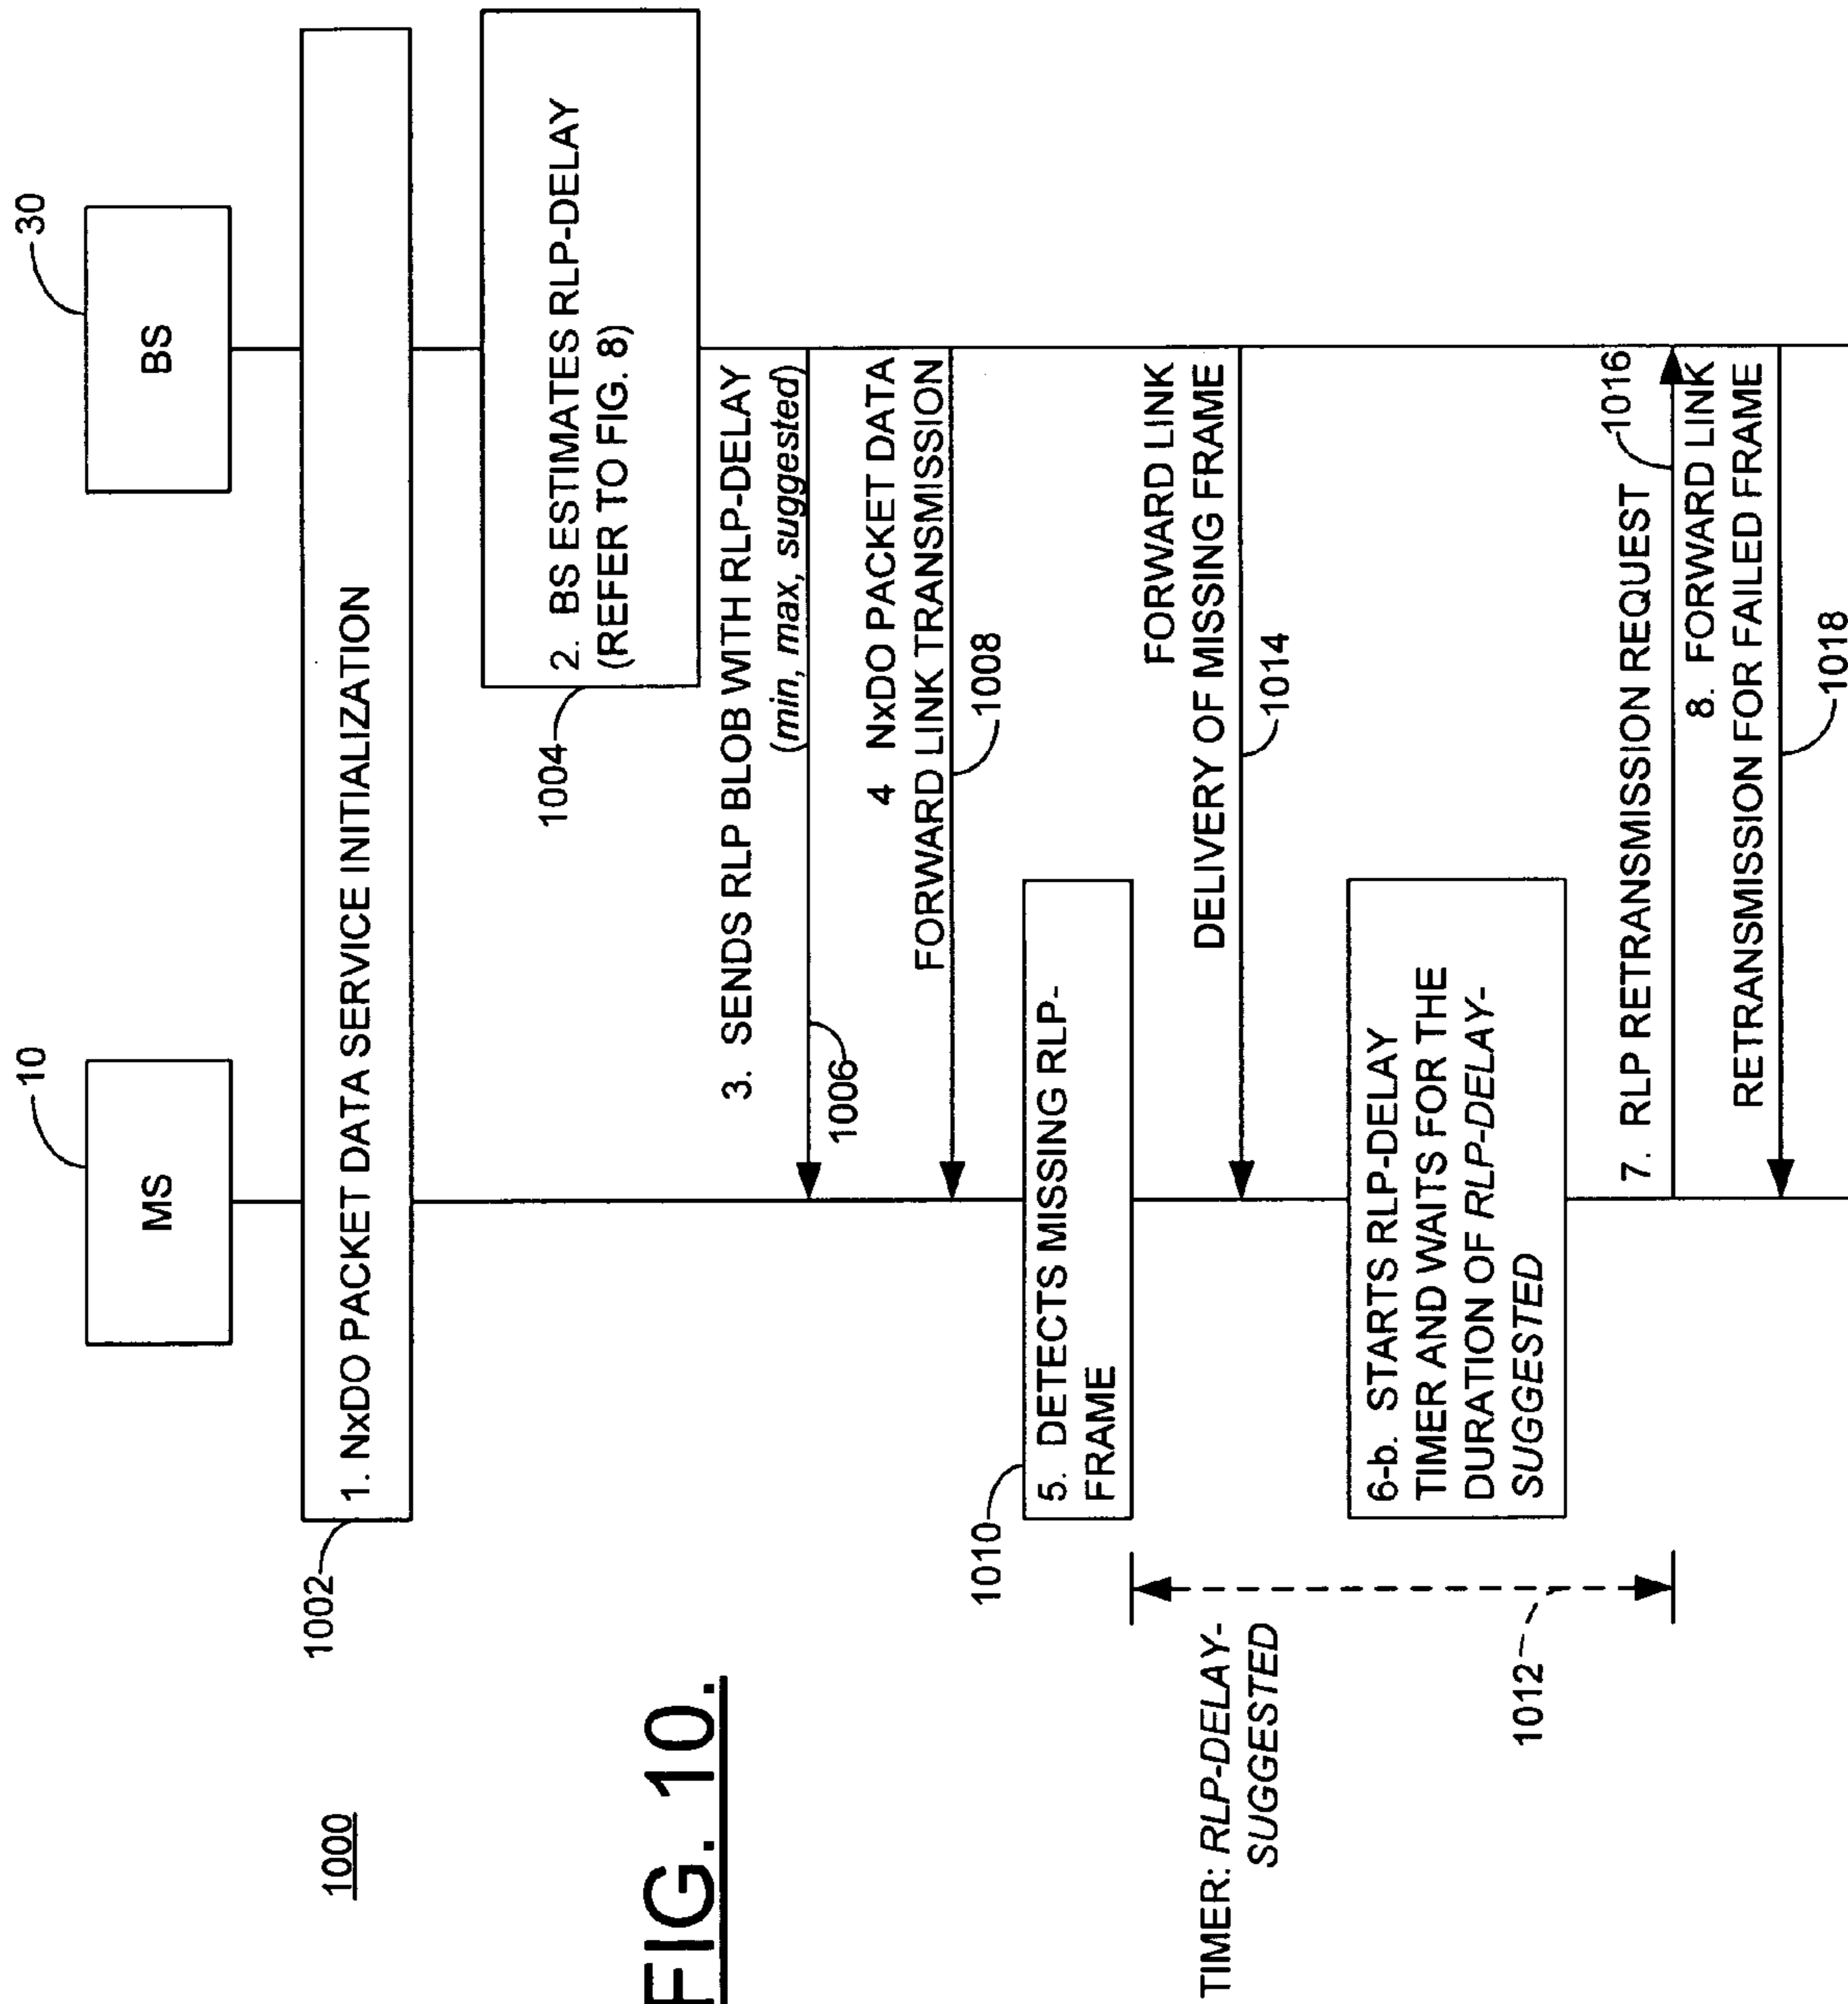 1000
FIG. 10.
10
MS
30
BS
1002
1. NxDO PACKET DATA SERVICE INITIALIZATION
1004
2. BS ESTIMATES RLP-DELAY
(REFER TO FIG. 8)
3. SENDS RLP BLOB WITH RLP-DELAY
(min, max, suggested)
1006
4 NxDO PACKET DATA
FORWARD LINK TRANSMISSION
1008
1010
5. DETECTS MISSING RLP-
FRAME
FORWARD LINK
DELIVERY OF MISSING FRAME
1014
TIMER: RLP-DELAY-
SUGGESTED
1012
6-b. STARTS RLP-DELAY
TIMER AND WAITS FOR THE
DURATION OF RLP-DELAY-
SUGGESTED
7. RLP RETRANSMISSION REQUEST
1016
8. FORWARD LINK
RETRANSMISSION FOR FAILED FRAME
1018